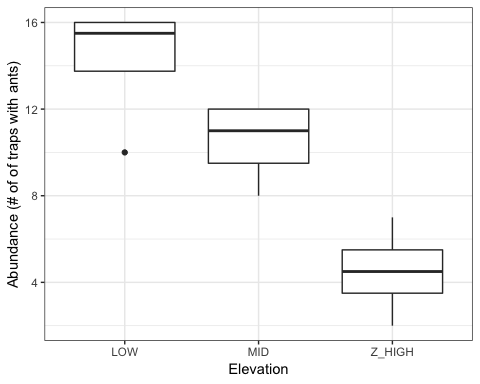 Abundance (# of of traps with ants)
16
12
8
4
LOW MID Z_HIGH
Elevation